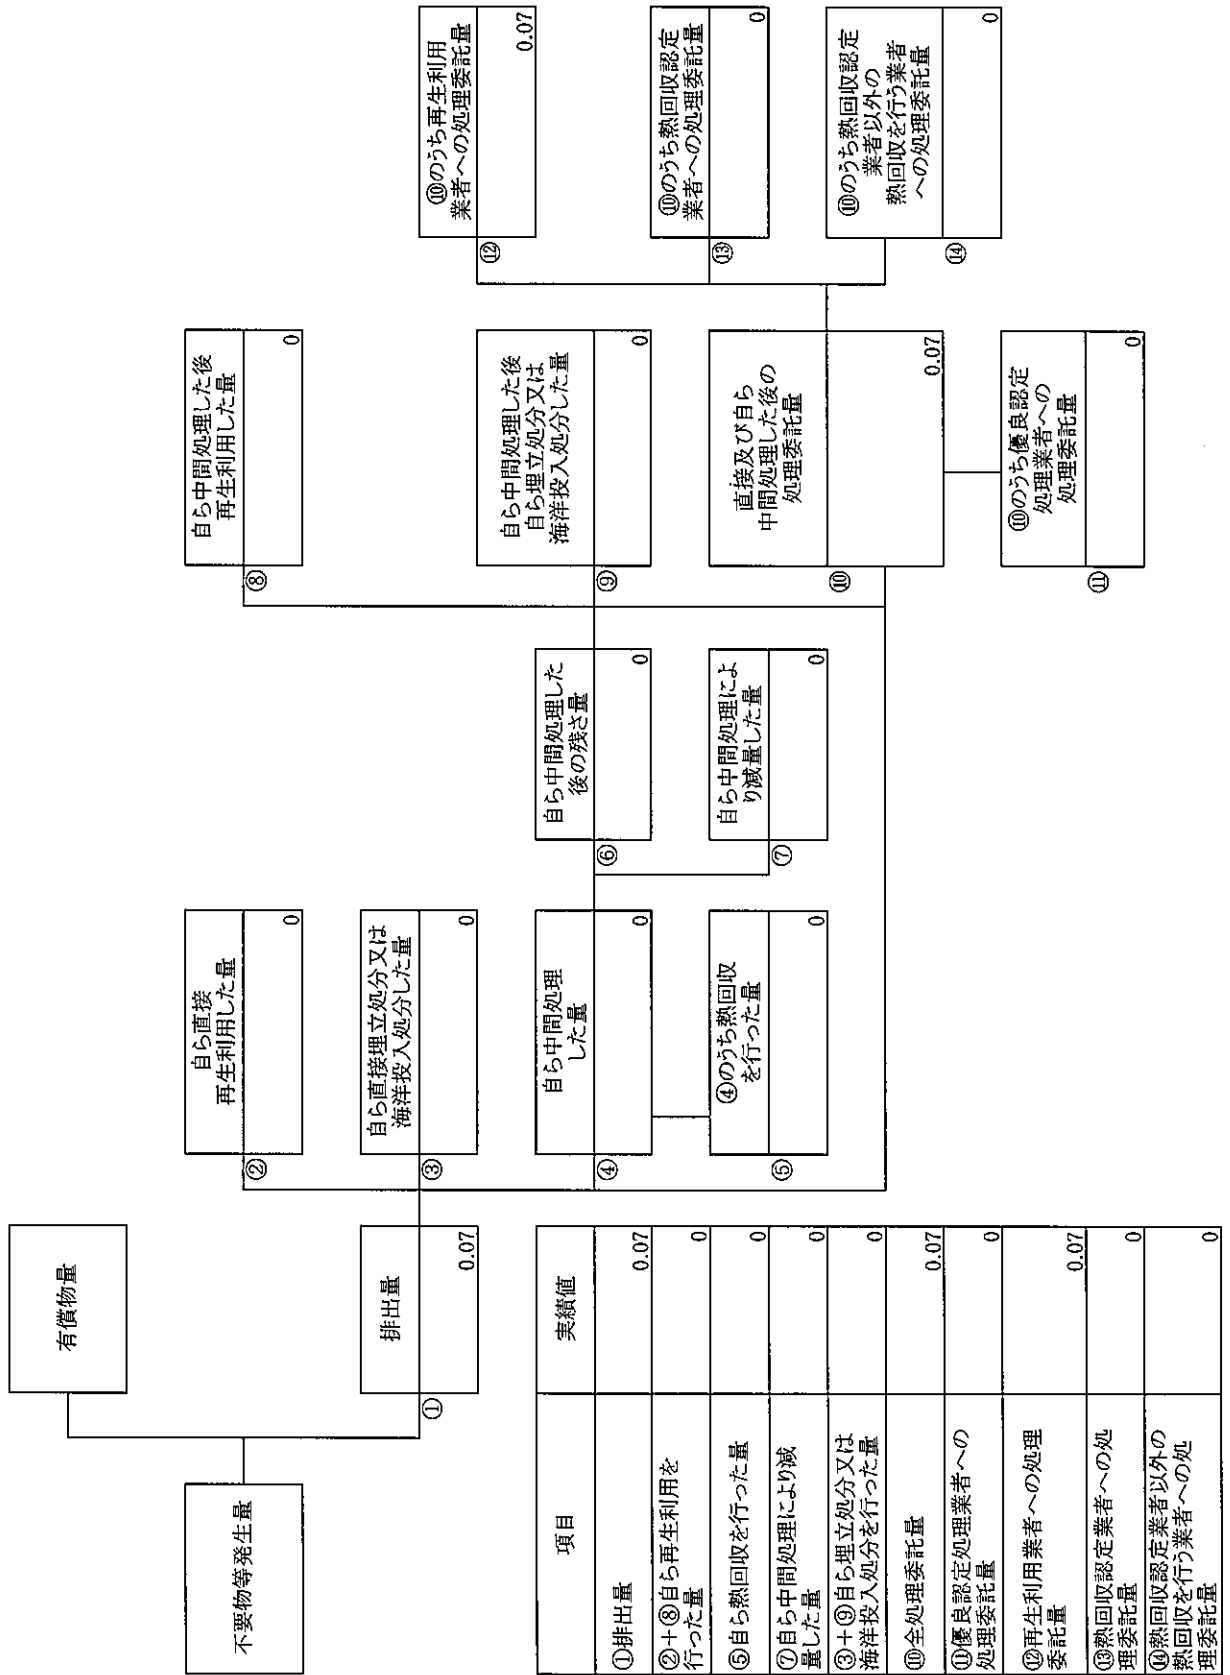 不要物等発生量
有償物量
①
排出量
0.07
②
自ら直接
再生利用した量
0
③
自ら直接埋立処分又は
海洋投入処分した量
0
④
自ら中間処理
した量
0
⑤
④のうち熱回収
を行った量
0
⑥
自ら中間処理した
後の残さ量
0
⑦
自ら中間処理によ
り減量した量
0
⑧
自ら中間処理した後
再生利用した量
0
⑨
自ら中間処理した後
自ら埋立処分又は
海洋投入処分した量
0
⑩
直接及び自ら
中間処理した後の
処理委託量
0.07
⑪
⑩のうち優良認定
処理業者への
処理委託量
0
⑫
⑩のうち再生利用
業者への処理委託量
0.07
⑬
⑩のうち熱回収認定
業者への処理委託量
0
⑭
⑩のうち熱回収認定
業者以外の
熱回収を行う業者
への処理委託量
0
項目 実績値
①排出量 0.07
②+⑧自ら再生利用を
行った量 0
⑤自ら熱回収を行った量 0
⑦自ら中間処理により減
量した量 0
③+⑨自ら埋立処分又は
海洋投入処分を行った量 0
⑩全処理委託量 0.07
⑪優良認定処理業者への
処理委託量 0
⑫再生利用業者への処理
委託量 0.07
⑬熱回収認定業者への処
理委託量 0
⑭熱回収認定業者以外の
熱回収を行う業者への処
理委託量 0